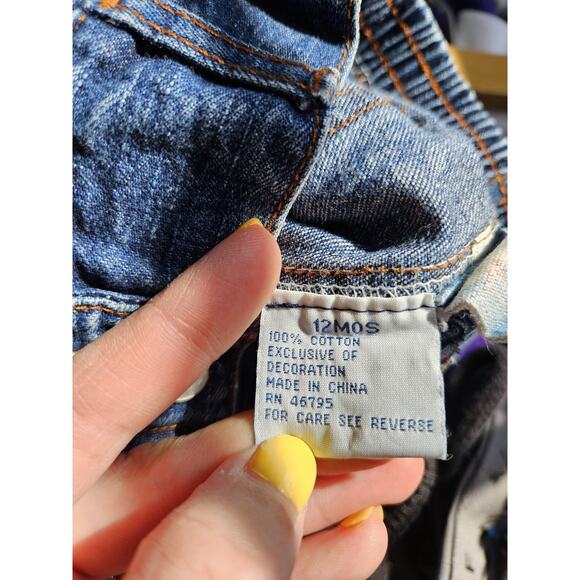 12MOS
100% COTTON
EXCLUSIVE OF
DECORATION
MADE IN CHINA
RN 46795
FOR CARE SEE REVERSE